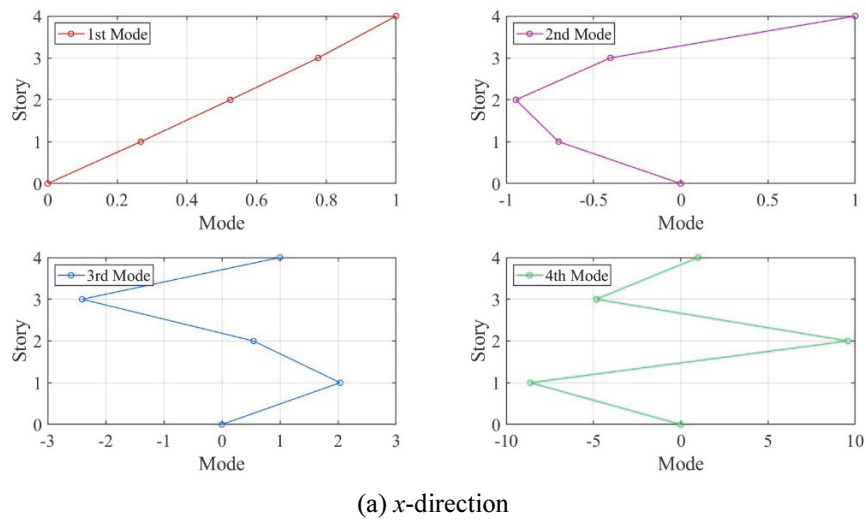 1st Mode
4
3
2
1
0
Story
0 0.2 0.4 0.6 0.8 1
Mode
2nd Mode
4
3
2
1
0
Story
-1 -0.5 0 0.5 1
Mode
3rd Mode
4
3
2
1
0
Story
-3 -2 -1 0 1 2 3
Mode
4th Mode
4
3
2
1
0
Story
-10 -5 0 5 10
Mode
(a) x-direction